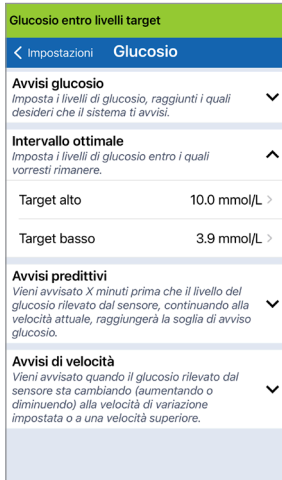 Glucosio entro livelli target
Impostazioni Glucosio
Avvisi glucosio
Imposta i livelli di glucosio, raggiunti i quali
desideri che il sistema ti avvisi.
Intervallo ottimale
Imposta i livelli di glucosio entro i quali
vorresti rimanere.
Target alto 10.0 mmol/L
Target basso 3.9 mmol/L
Avvisi predittivi
Vieni avvisato X minuti prima che il livello del
glucosio rilevato dal sensore, continuando alla
velocità attuale, raggiungerà la soglia di avviso
glucosio.
Avvisi di velocità
Vieni avvisato quando il glucosio rilevato dal
sensore sta cambiando (aumentando o
diminuendo) alla velocità di variazione
impostata o a una velocità superiore.